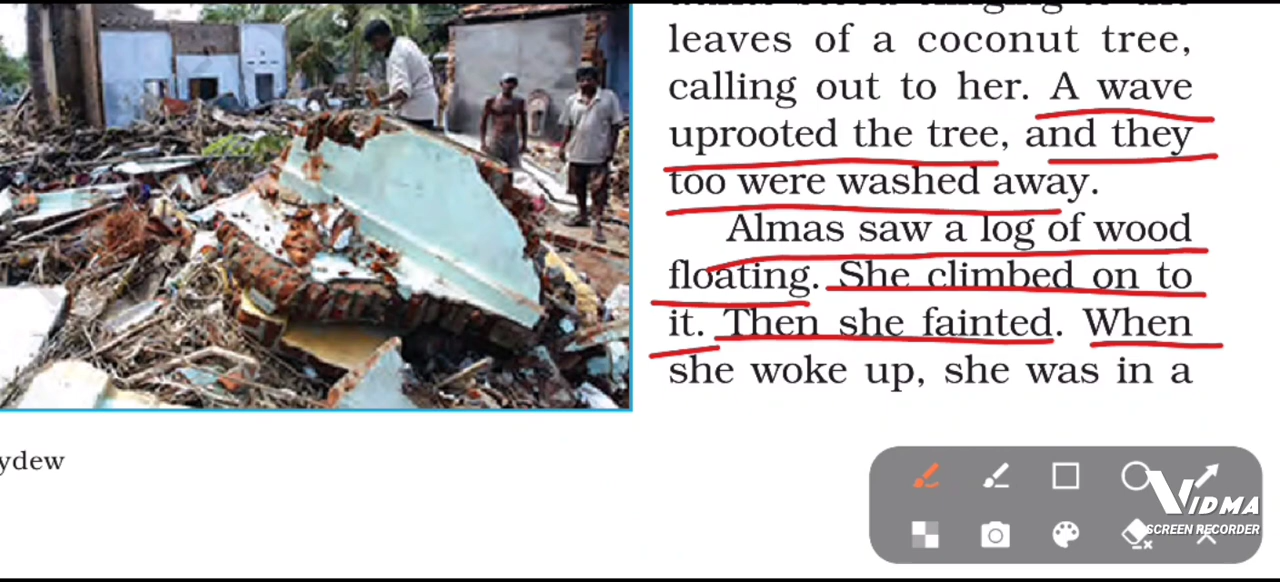 leaves of a coconut tree,
calling out to her. A wave
uprooted the tree, and they
too were washed away.
Almas saw a log of wood
floating. She climbed on to
it. Then she fainted. When
she woke up, she was in a
ydew
VIDMA
SCREEN RECORDER